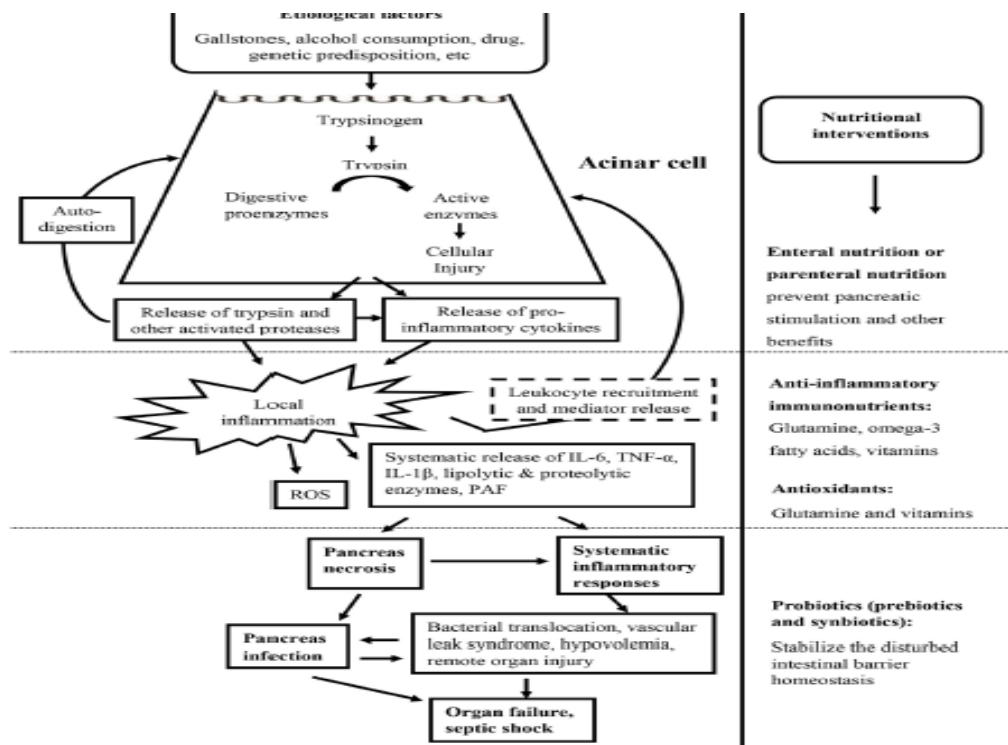 Etiological factors
Gallstones, alcohol consumption, drug,
genetic predisposition, etc
Trypsinogen
Trypsin
Acinar cell
Digestive
proenzymes
Active
enzymes
Cellular
Injury
Auto-
digestion
Release of trypsin and
other activated proteases
Release of pro-
inflammatory cytokines
Local
inflammation
Leukocyte recruitment
and mediator release
ROS
Systematic release of IL-6, TNF-α,
IL-1β, lipolytic & proteolytic
enzymes, PAF
Pancreas
necrosis
Systematic
inflammatory
responses
Pancreas
infection
Bacterial translocation, vascular
leak syndrome, hypovolemia,
remote organ injury
Organ failure,
septic shock
Nutritional
interventions
Enteral nutrition or
parenteral nutrition
prevent pancreatic
stimulation and other
benefits
Anti-inflammatory
immunonutrients:
Glutamine, omega-3
fatty acids, vitamins
Antioxidants:
Glutamine and vitamins
Probiotics (prebiotics
and synbiotics):
Stabilize the disturbed
intestinal barrier
homeostasis